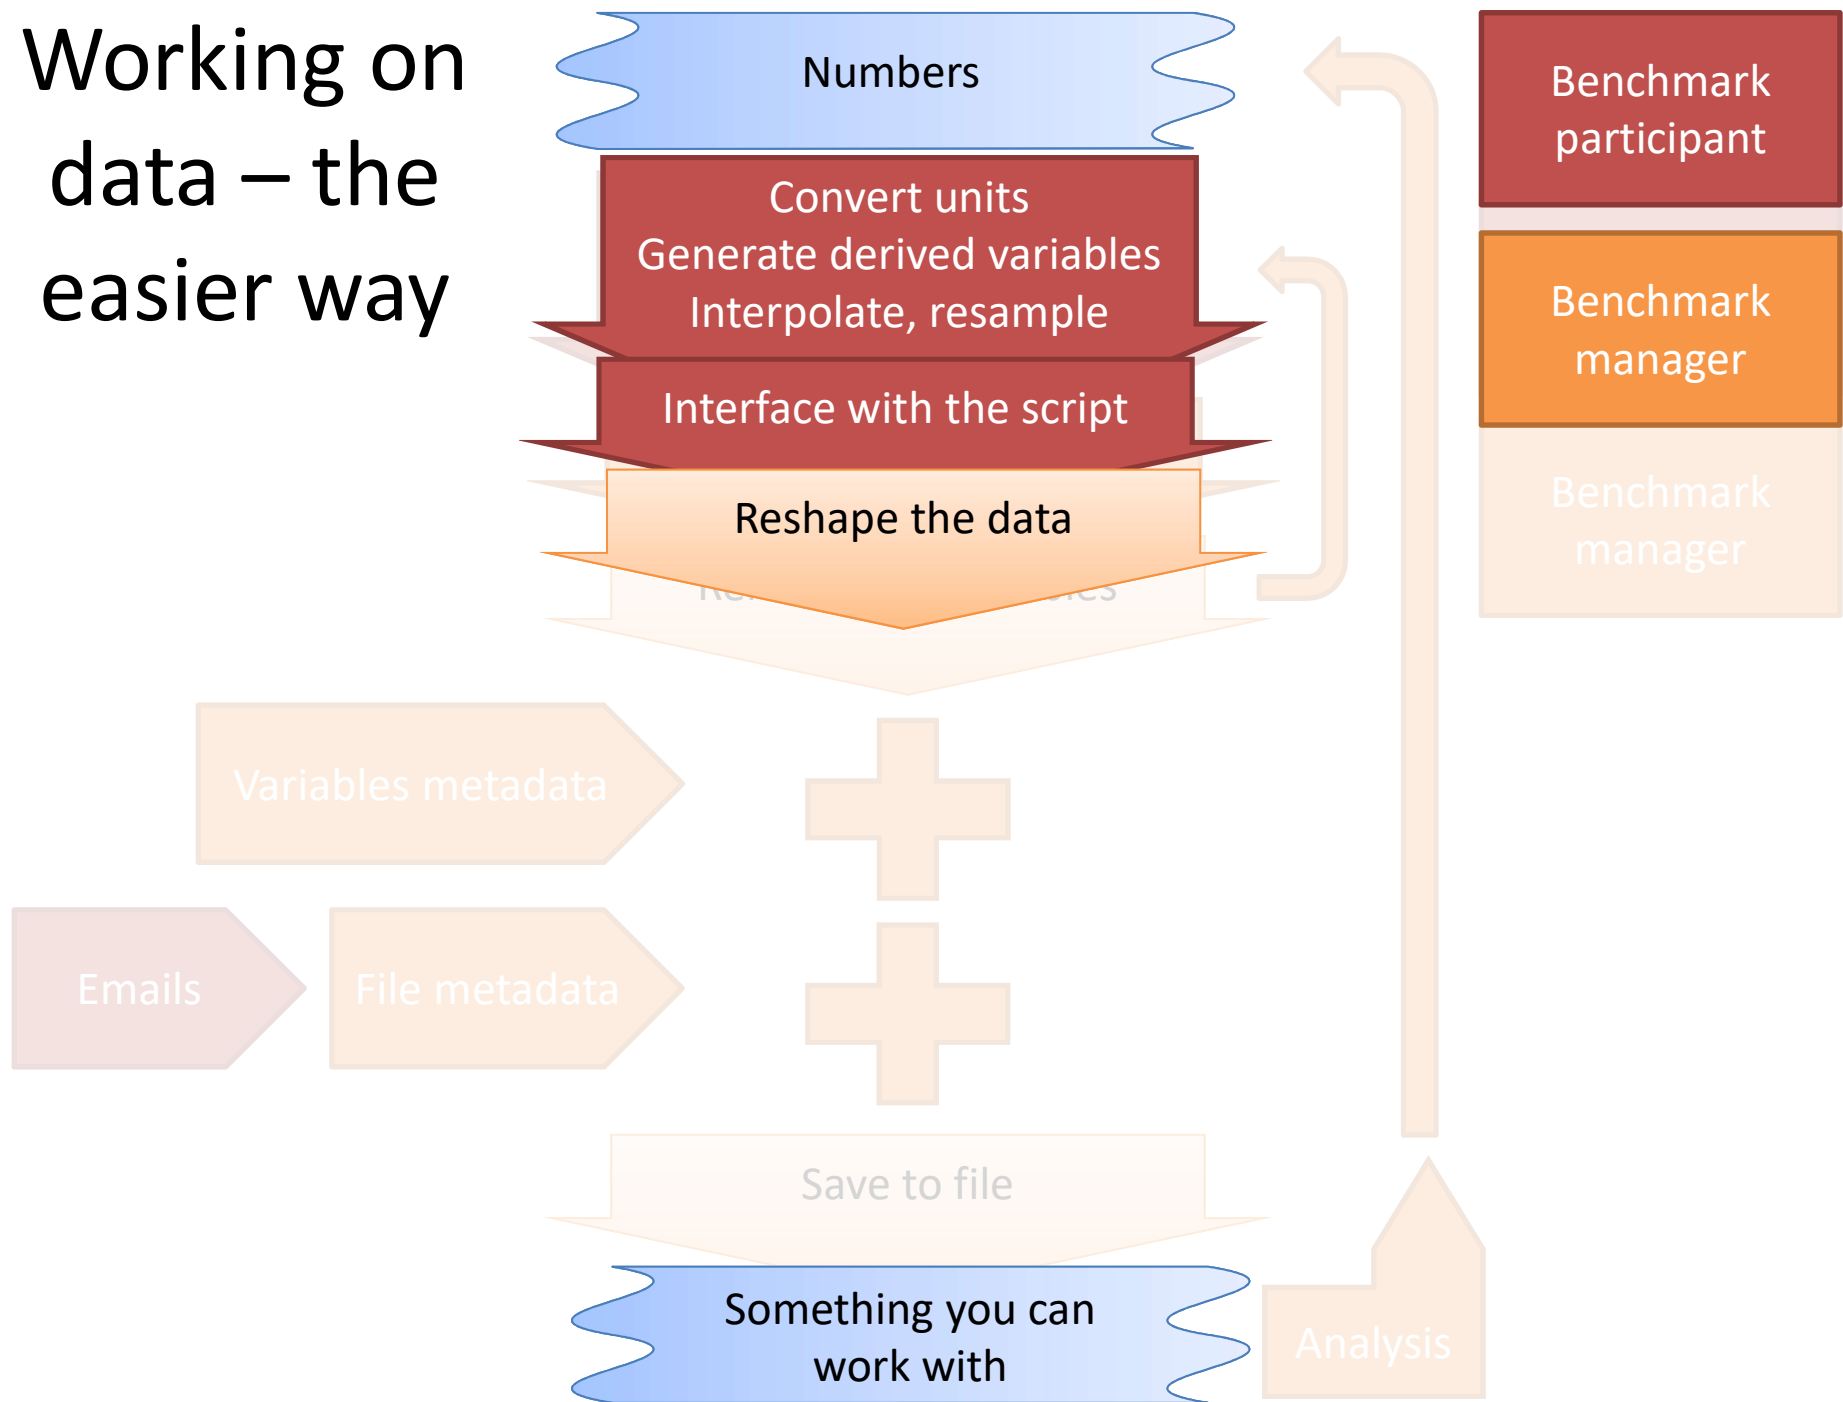 Working on
data – the
easier way
Numbers
Convert units
Generate derived variables
Interpolate, resample
Interface with the script
Reshape the data
Benchmark
participant
Benchmark
manager
Benchmark
manager
Variables metadata
Emails
File metadata
Save to file
Something you can
work with
Analysis